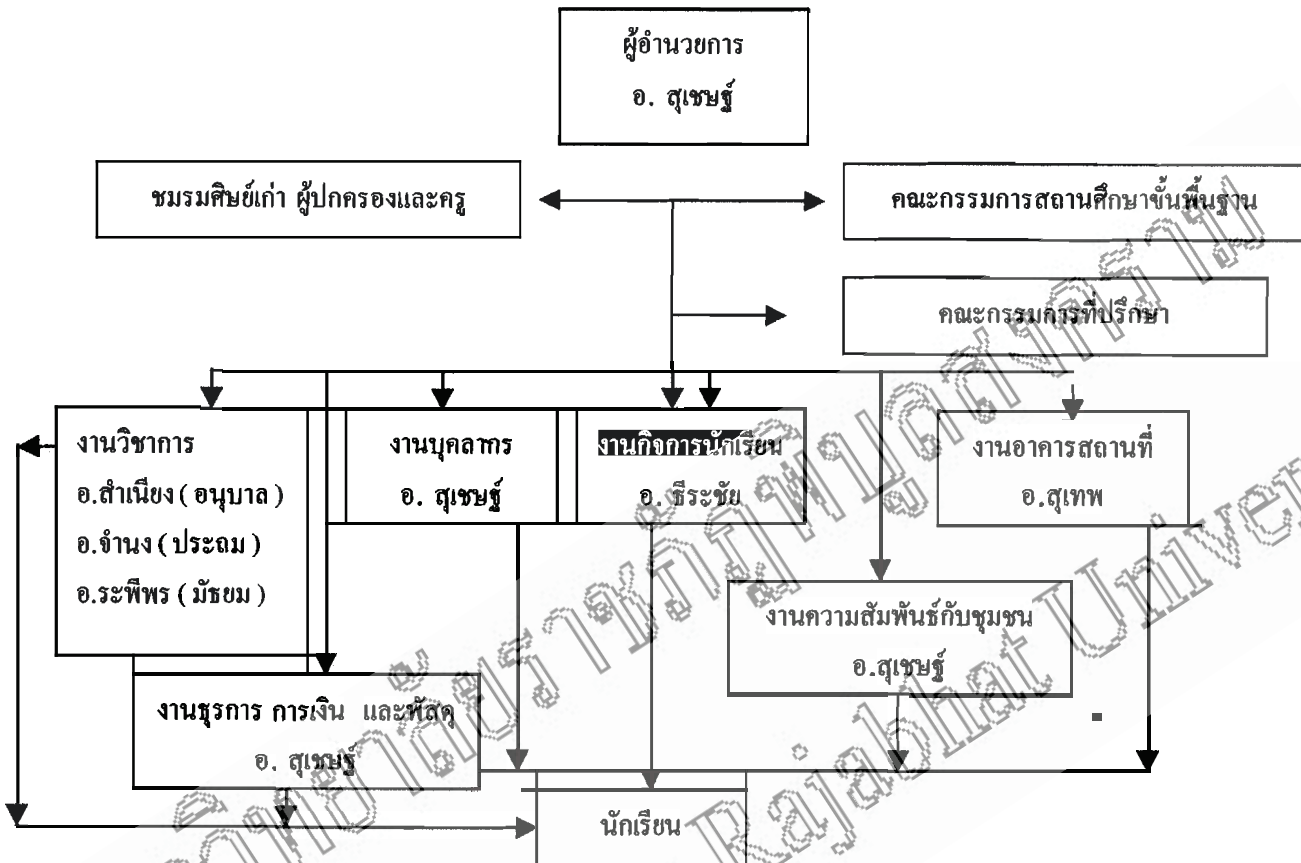 ผู้อำนวยการ
อ. สุเชษฐ์
ชมรมศิษย์เก่า ผู้ปกครองและครู
คณะกรรมการสถานศึกษาขั้นพื้นฐาน
คณะกรรมการที่ปรึกษา
งานวิชาการ
อ.สำเนียง ( อนุบาล )
อ.จำนง ( ประถม )
อ.ระพีพร ( มัธยม )
งานบุคลากร
อ. สุเชษฐ์
งานกิจการนักเรียน
อ. ธีระชัย
งานอาคารสถานที่
อ.สุเทพ
งานความสัมพันธ์กับชุมชน
อ.สุเชษฐ์
งานธุรการ การเงิน และพัสดุ
อ. สุเชษฐ์
นักเรียน
Rajabhat